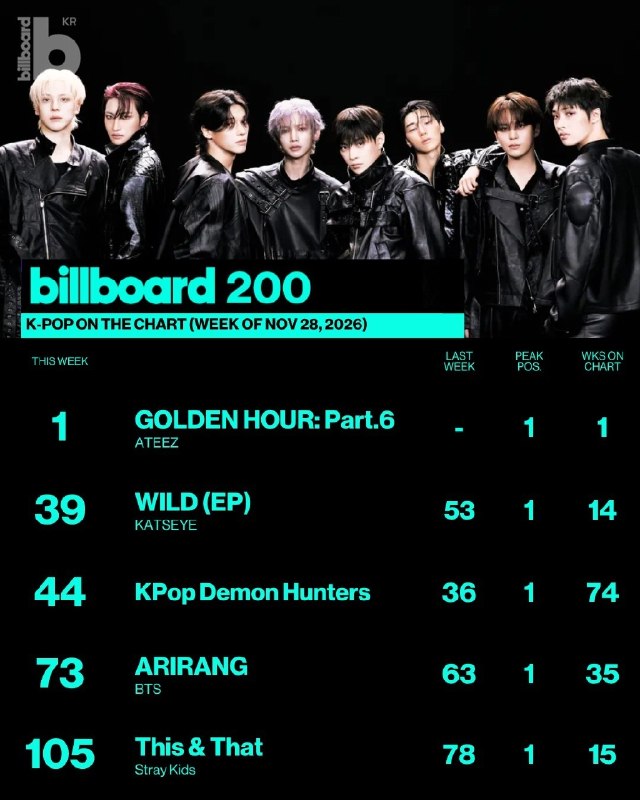 billboard
KR
billboard 200
K-POP ON THE CHART (WEEK OF NOV 28, 2026)
THIS WEEK
LAST WEEK
PEAK POS.
WKS ON CHART
1
GOLDEN HOUR: Part.6
ATEEZ
-
1
1
39
WILD (EP)
KATSEYE
53
1
14
44
KPop Demon Hunters
36
1
74
73
ARIRANG
BTS
63
1
35
105
This & That
Stray Kids
78
1
15